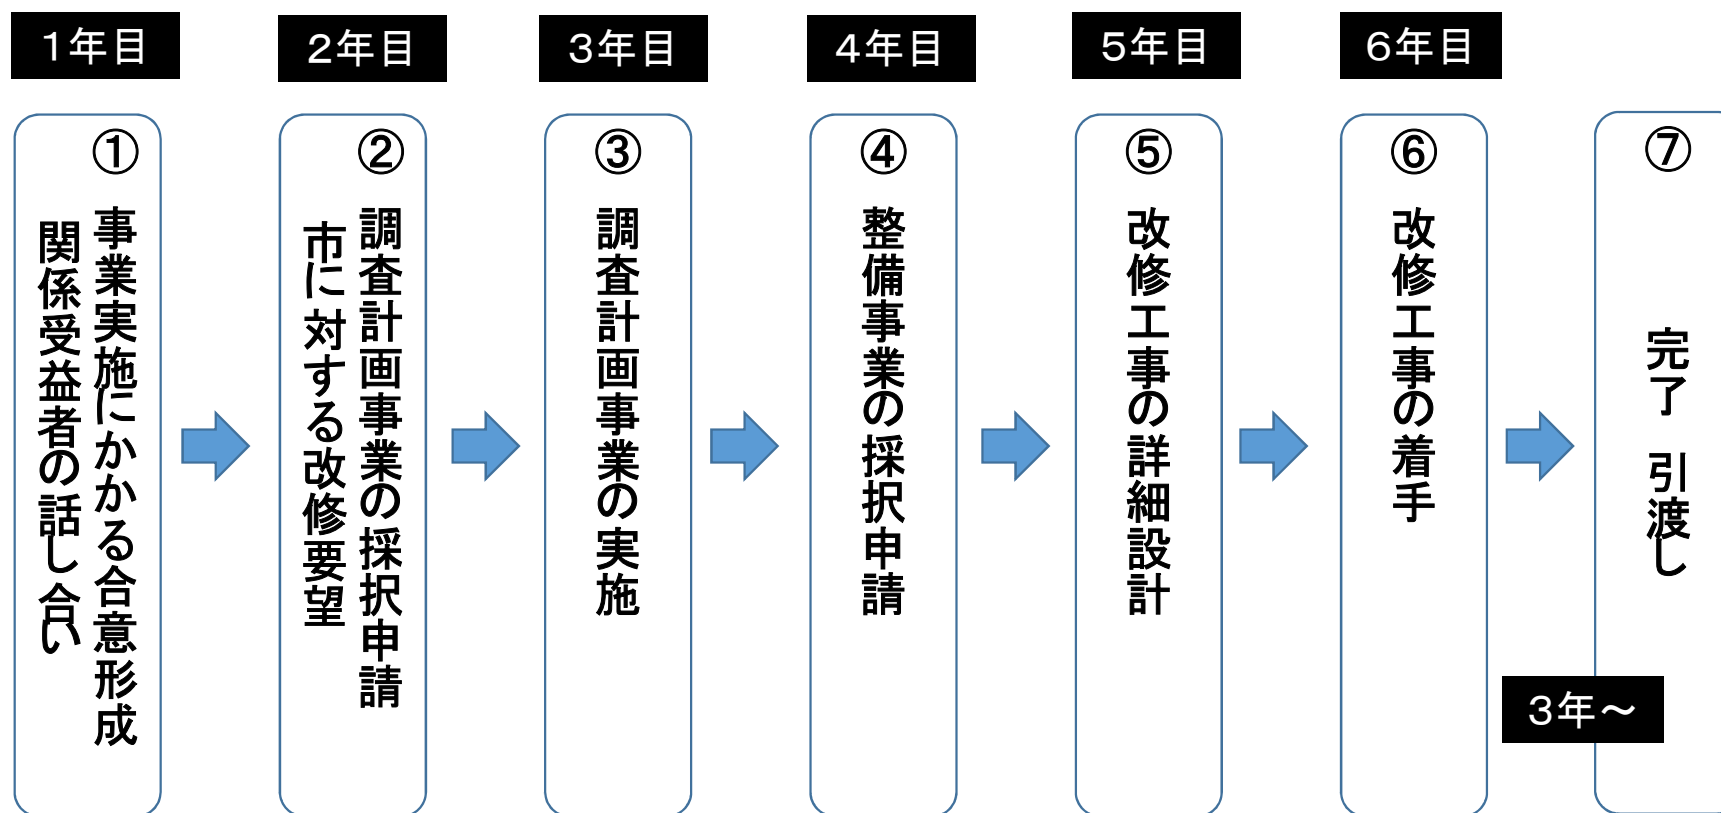 1年目
2年目
3年目
4年目
5年目
6年目
①
事業実施にかかる合意形成
関係受益者の話し合い
②
調査計画事業の採択申請
市に対する改修要望
③
調査計画事業の実施
④
整備事業の採択申請
⑤
改修工事の詳細設計
⑥
改修工事の着手
⑦
完了　引渡し
3年～